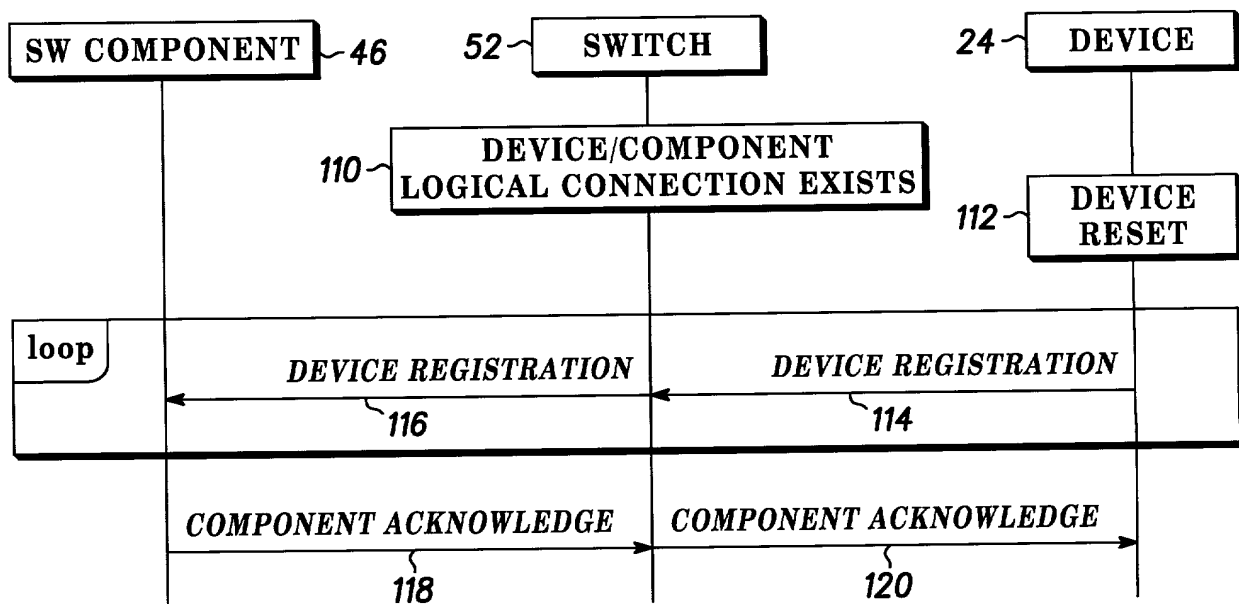 SW COMPONENT
46
52
SWITCH
24
DEVICE
110
DEVICE/COMPONENT
LOGICAL CONNECTION EXISTS
112
DEVICE
RESET
loop
DEVICE REGISTRATION
DEVICE REGISTRATION
116
114
COMPONENT ACKNOWLEDGE
COMPONENT ACKNOWLEDGE
118
120